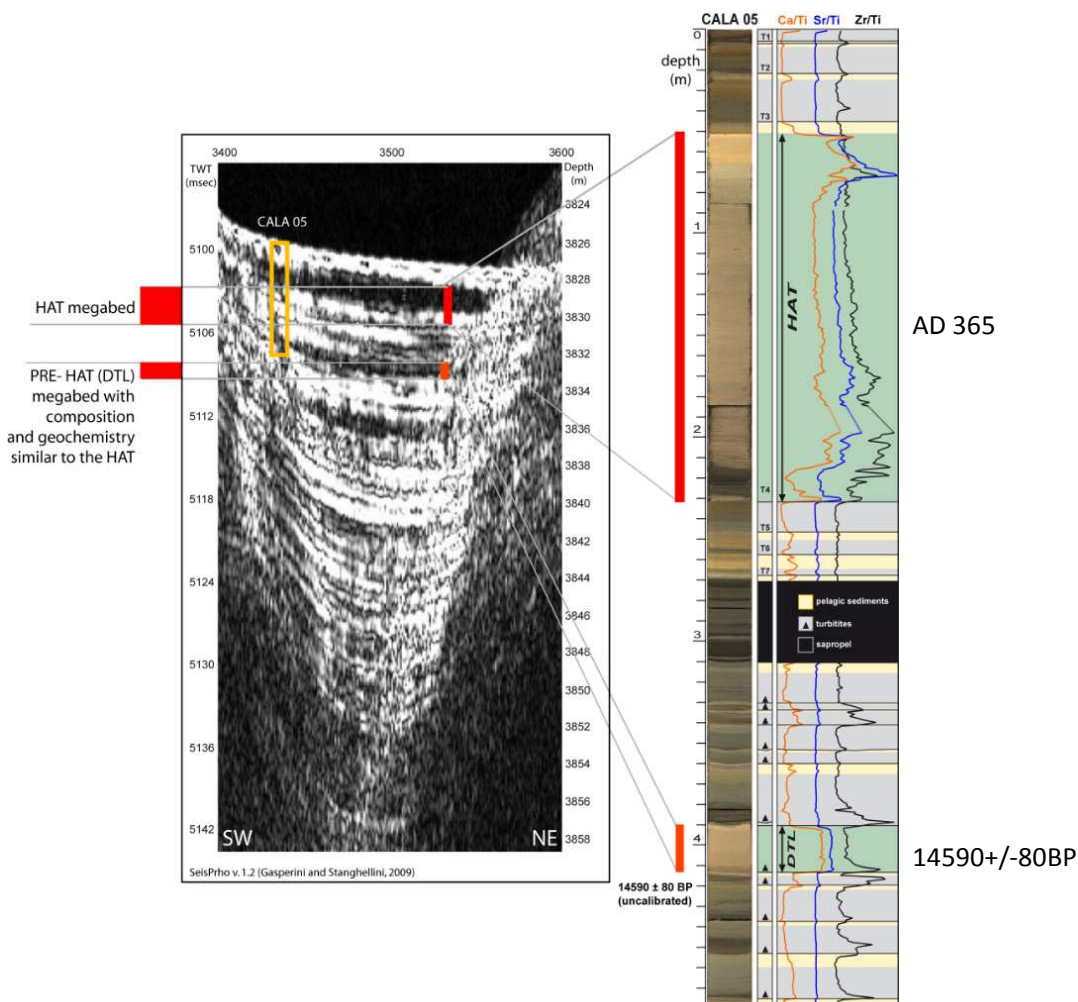 3400 3500 3600
TWT
(msec)
Depth
(m)
CALA 05
5100
5106
5112
5118
5124
5130
5136
5142
3824
3826
3828
3830
3832
3834
3836
3838
3840
3842
3844
3846
3848
3850
3852
3854
3856
3858
SW
NE
SeisPrho v. 1.2 (Gasperini and Stanghellini, 2009)
HAT megabed
PRE- HAT (DTL)
megabed with
composition
and geochemistry
similar to the HAT
CALA 05 Ca/Ti Sr/Ti Zr/Ti
depth
(m)
0
1
2
3
4
T1
T2
T3
T4
T5
T6
T7
HAT
pelagic sediments
turbitites
sapropel
DTL
14590 ± 80 BP
(uncalibrated)
AD 365
14590+/-80BP